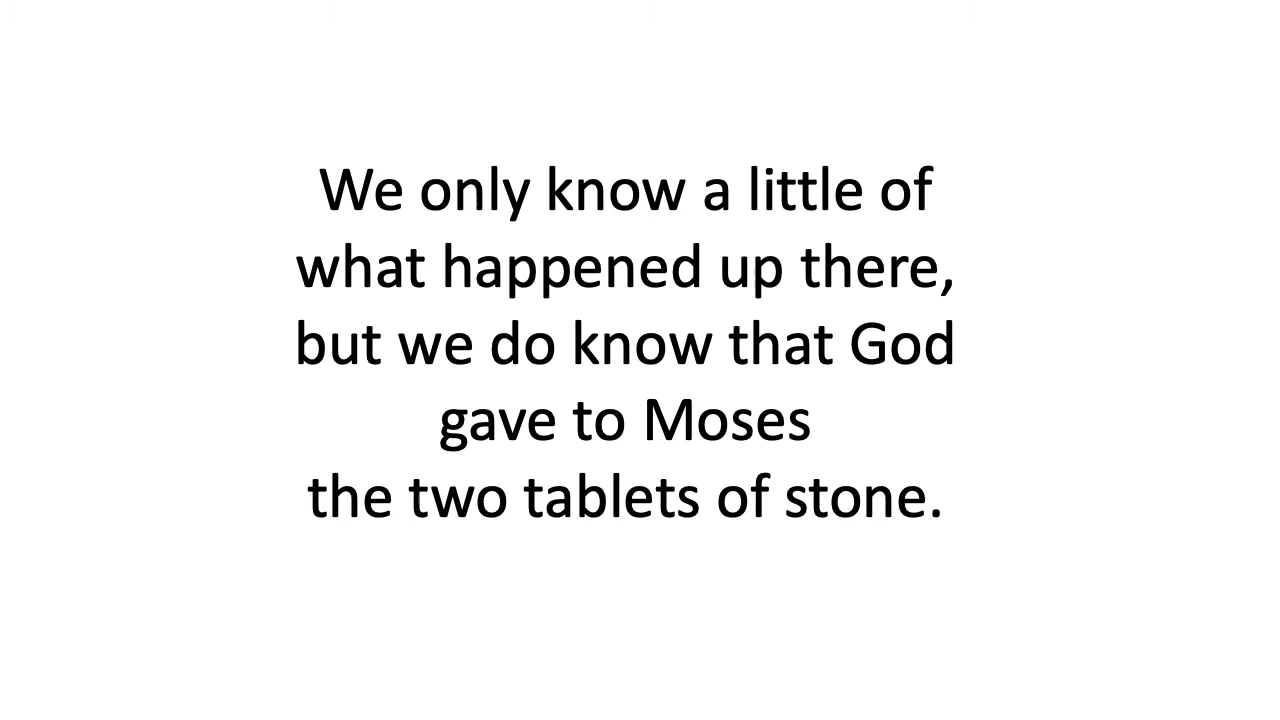 We only know a little of
what happened up there,
but we do know that God
gave to Moses
the two tablets of stone.